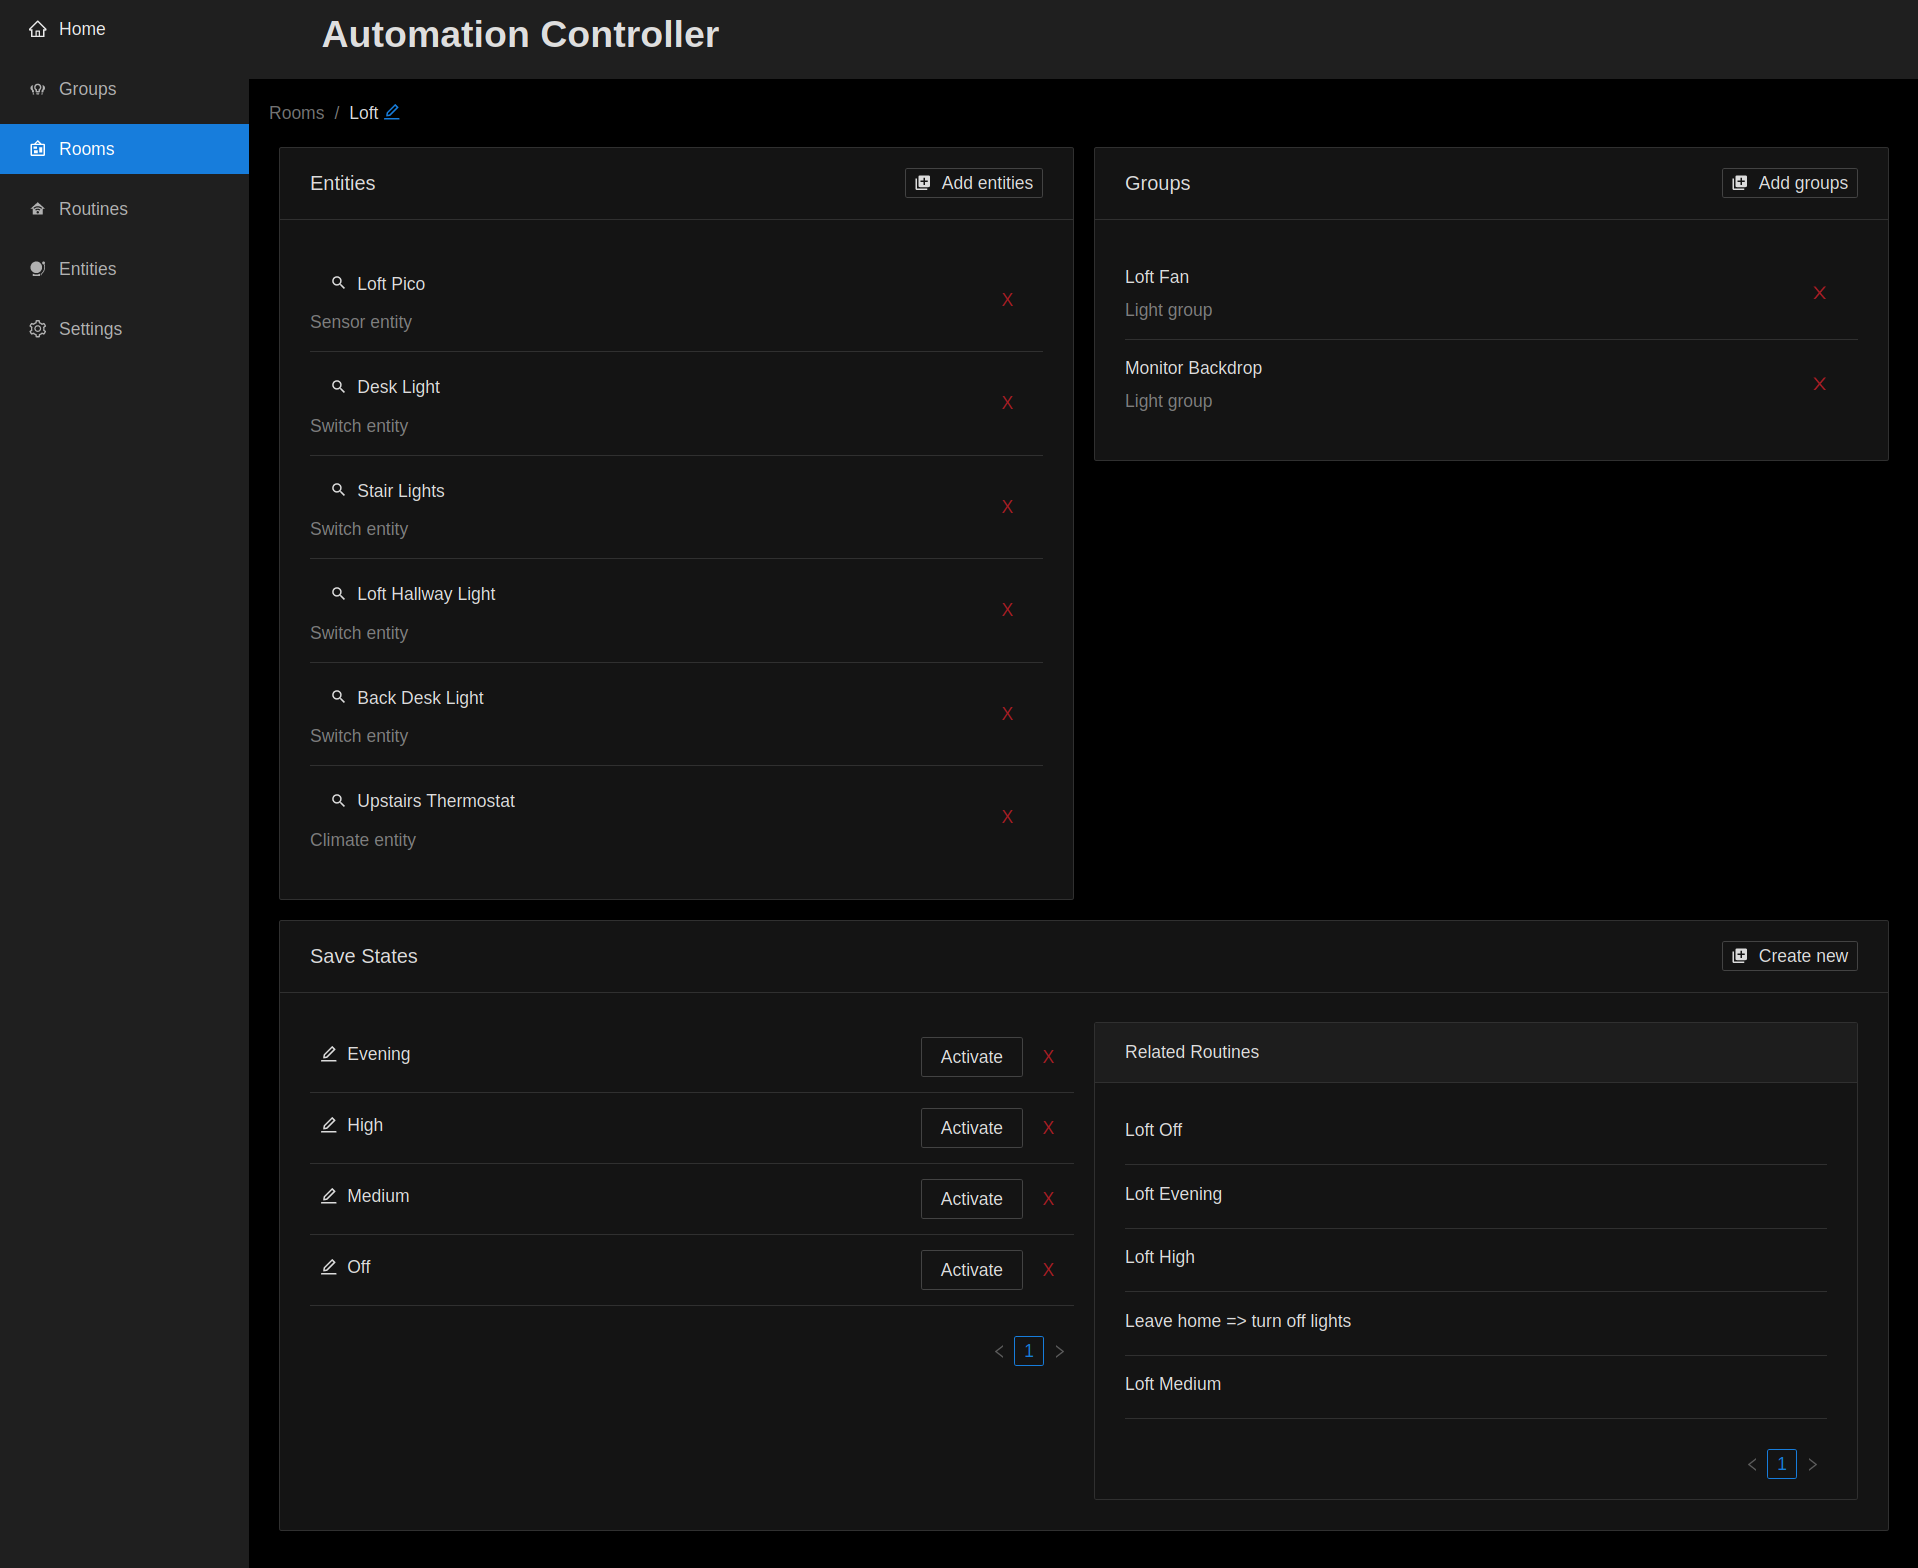 Automation Controller
Home
Groups
Rooms
Routines
Entities
Settings
Rooms / Loft
Entities
Add entities
Loft Pico
X
Sensor entity
Desk Light
X
Switch entity
Stair Lights
X
Switch entity
Loft Hallway Light
X
Switch entity
Back Desk Light
X
Switch entity
Upstairs Thermostat
X
Climate entity
Groups
Add groups
Loft Fan
X
Light group
Monitor Backdrop
X
Light group
Save States
Create new
Evening Activate X
High Activate X
Medium Activate X
Off Activate X
< 1 >
Related Routines
Loft Off
Loft Evening
Loft High
Leave home => turn off lights
Loft Medium
< 1 >